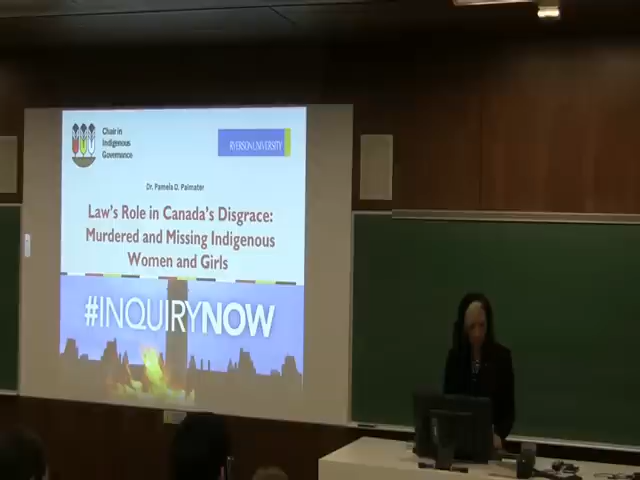 Chair in
Indigenous
Governance
RYERSON UNIVERSITY
Dr. Pamela D. Palmater
Law's Role in Canada's Disgrace:
Murdered and Missing Indigenous
Women and Girls
#INQUIRYNOW